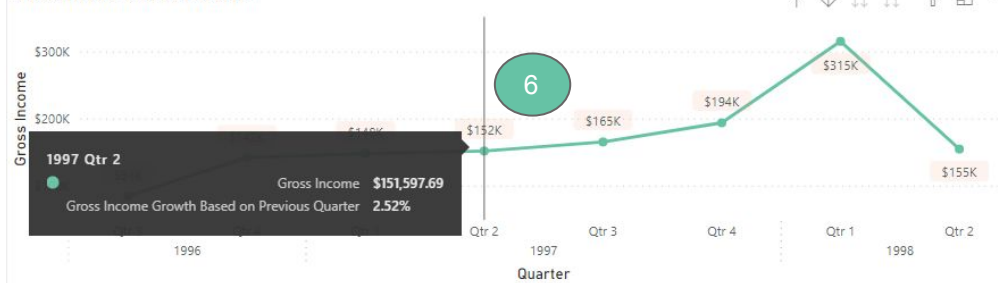 $300K
6
$315K
$194K
$200K
$165K
$152K
Gross Income
1997 Qtr 2
Gross Income $151,597.69
Gross Income Growth Based on Previous Quarter 2.52%
$155K
Qtr 2 Qtr 3 Qtr 4 Qtr 1 Qtr 2
1996 1997 1998
Quarter